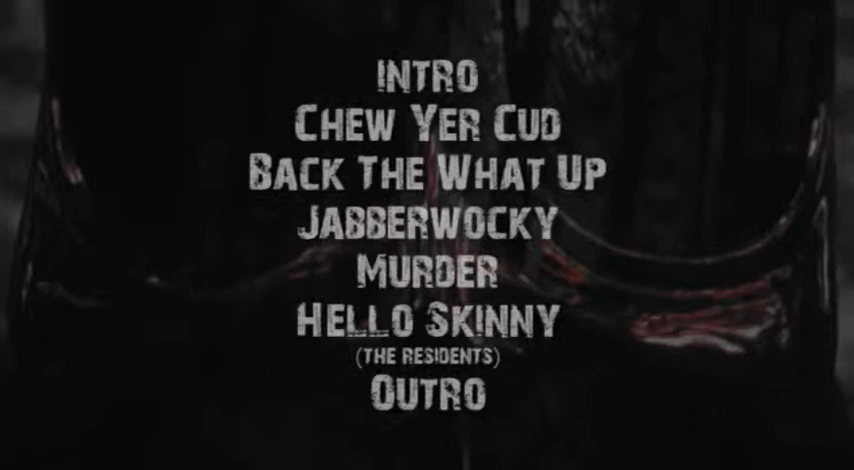 Intro
Chew Yer Cud
Back The What Up
Jabberwocky
Murder
Hello Skinny
(The Residents)
Outro